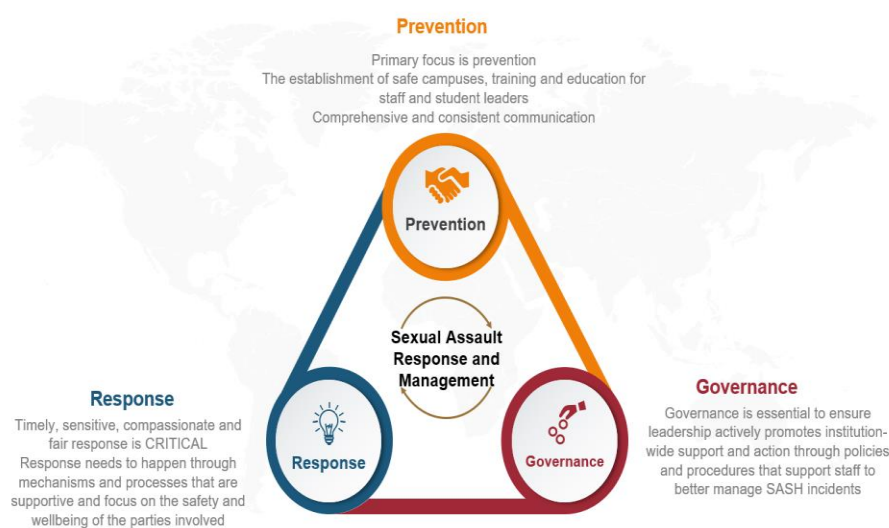 Prevention
Primary focus is prevention
The establishment of safe campuses, training and education for
staff and student leaders
Comprehensive and consistent communication
Prevention
Sexual Assault
Response and
Management
Response
Timely, sensitive, compassionate and
fair response is CRITICAL
Response needs to happen through
mechanisms and processes that are
supportive and focus on the safety and
wellbeing of the parties involved
Response
Governance
Governance
Governance is essential to ensure
leadership actively promotes institution-
wide support and action through policies
and procedures that support staff to
better manage SASH incidents